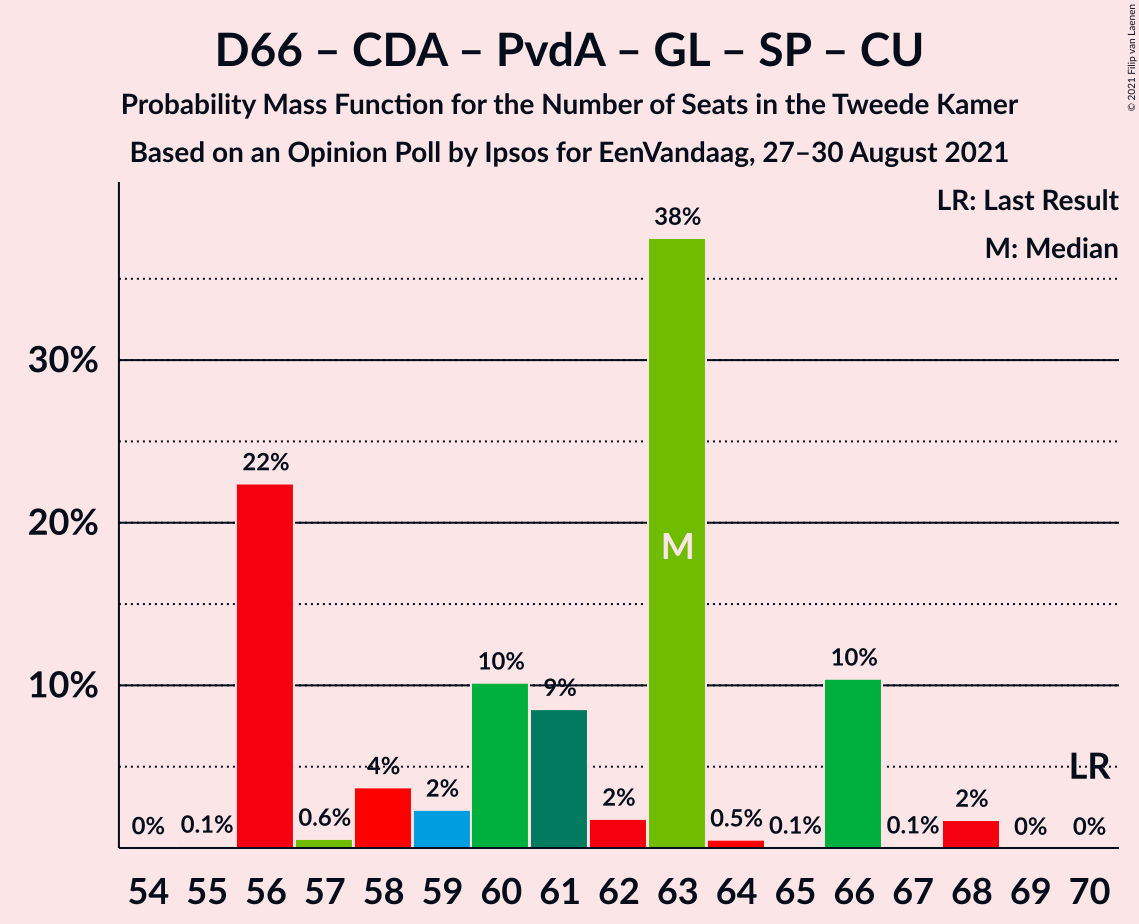 D66 – CDA – PvdA – GL – SP – CU
Probability Mass Function for the Number of Seats in the Tweede Kamer
Based on an Opinion Poll by Ipsos for EenVandaag, 27–30 August 2021
© 2021 Filip van Laenen
LR: Last Result
M: Median
38%
30%
22%
20%
M
10%
10%
10%
9%
4%
LR
2%
2%
2%
0.6%
0.5%
0%
0.1%
0.1%
0.1%
0%
0%
54 55 56 57 58 59 60 61 62 63 64 65 66 67 68 69 70